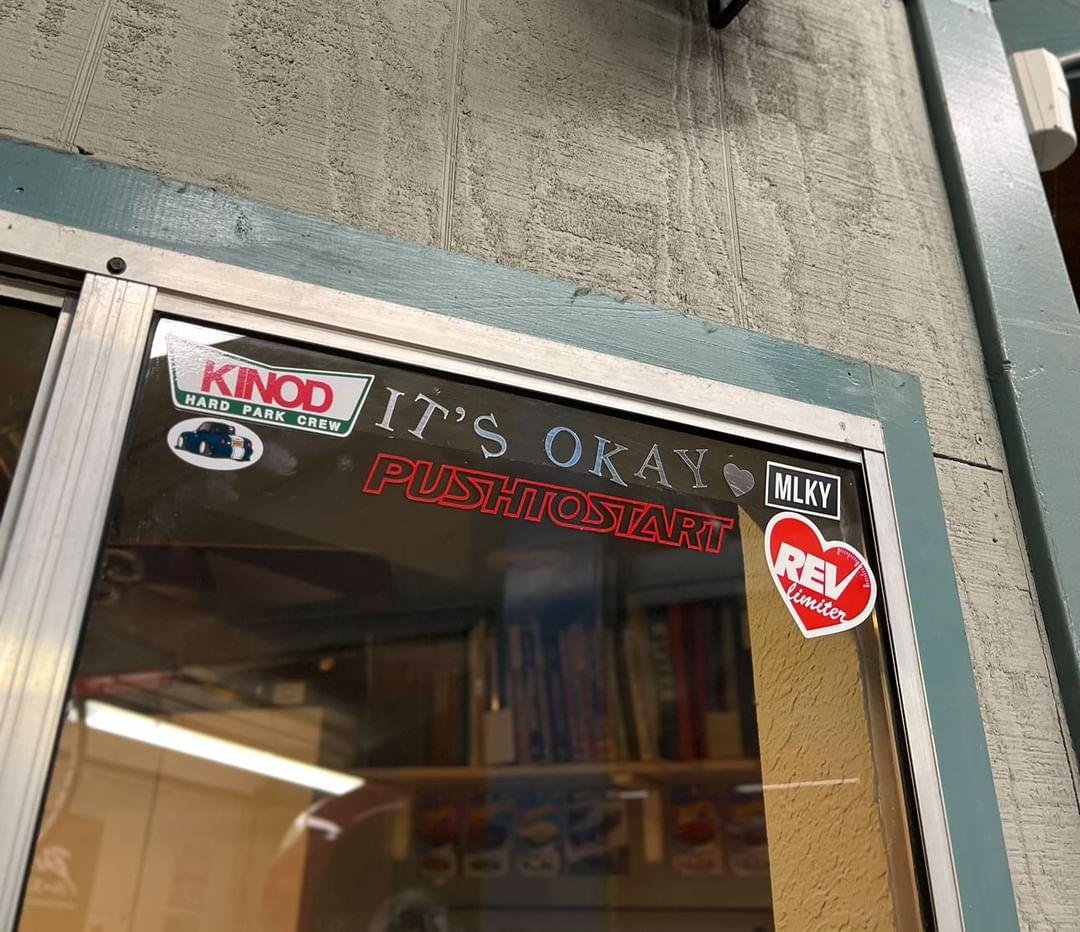 KINOD
HARD PARK CREW
IT'S OKAY
PUSHTOSTART
MLKY
REV
limiter